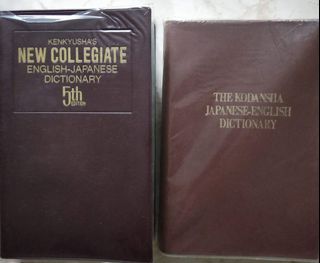 KENKYUSHA'S
NEW COLLEGIATE
ENGLISH-JAPANESE
DICTIONARY
5th EDITION
THE KODANSHA
JAPANESE-ENGLISH
DICTIONARY